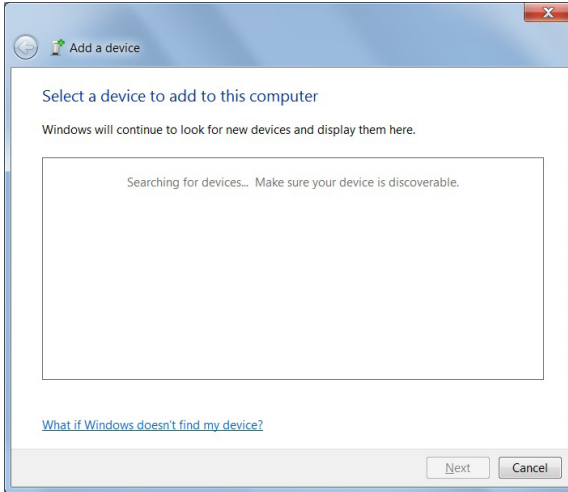 Add a device
Select a device to add to this computer
Windows will continue to look for new devices and display them here.
Searching for devices... Make sure your device is discoverable.
What if Windows doesn't find my device?
Next Cancel